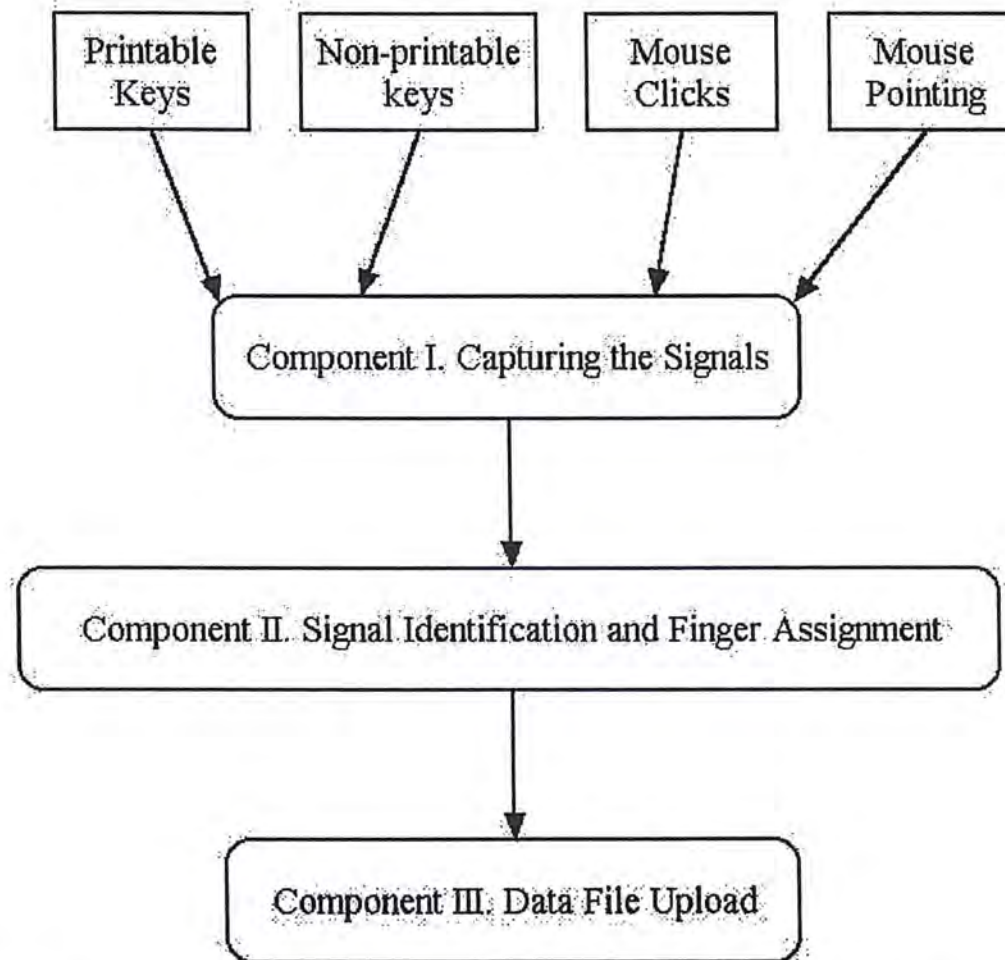 Printable
Keys
Non-printable
keys
Mouse
Clicks
Mouse
Pointing
Component I. Capturing the Signals
Component II. Signal Identification and Finger Assignment
Component III. Data File Upload